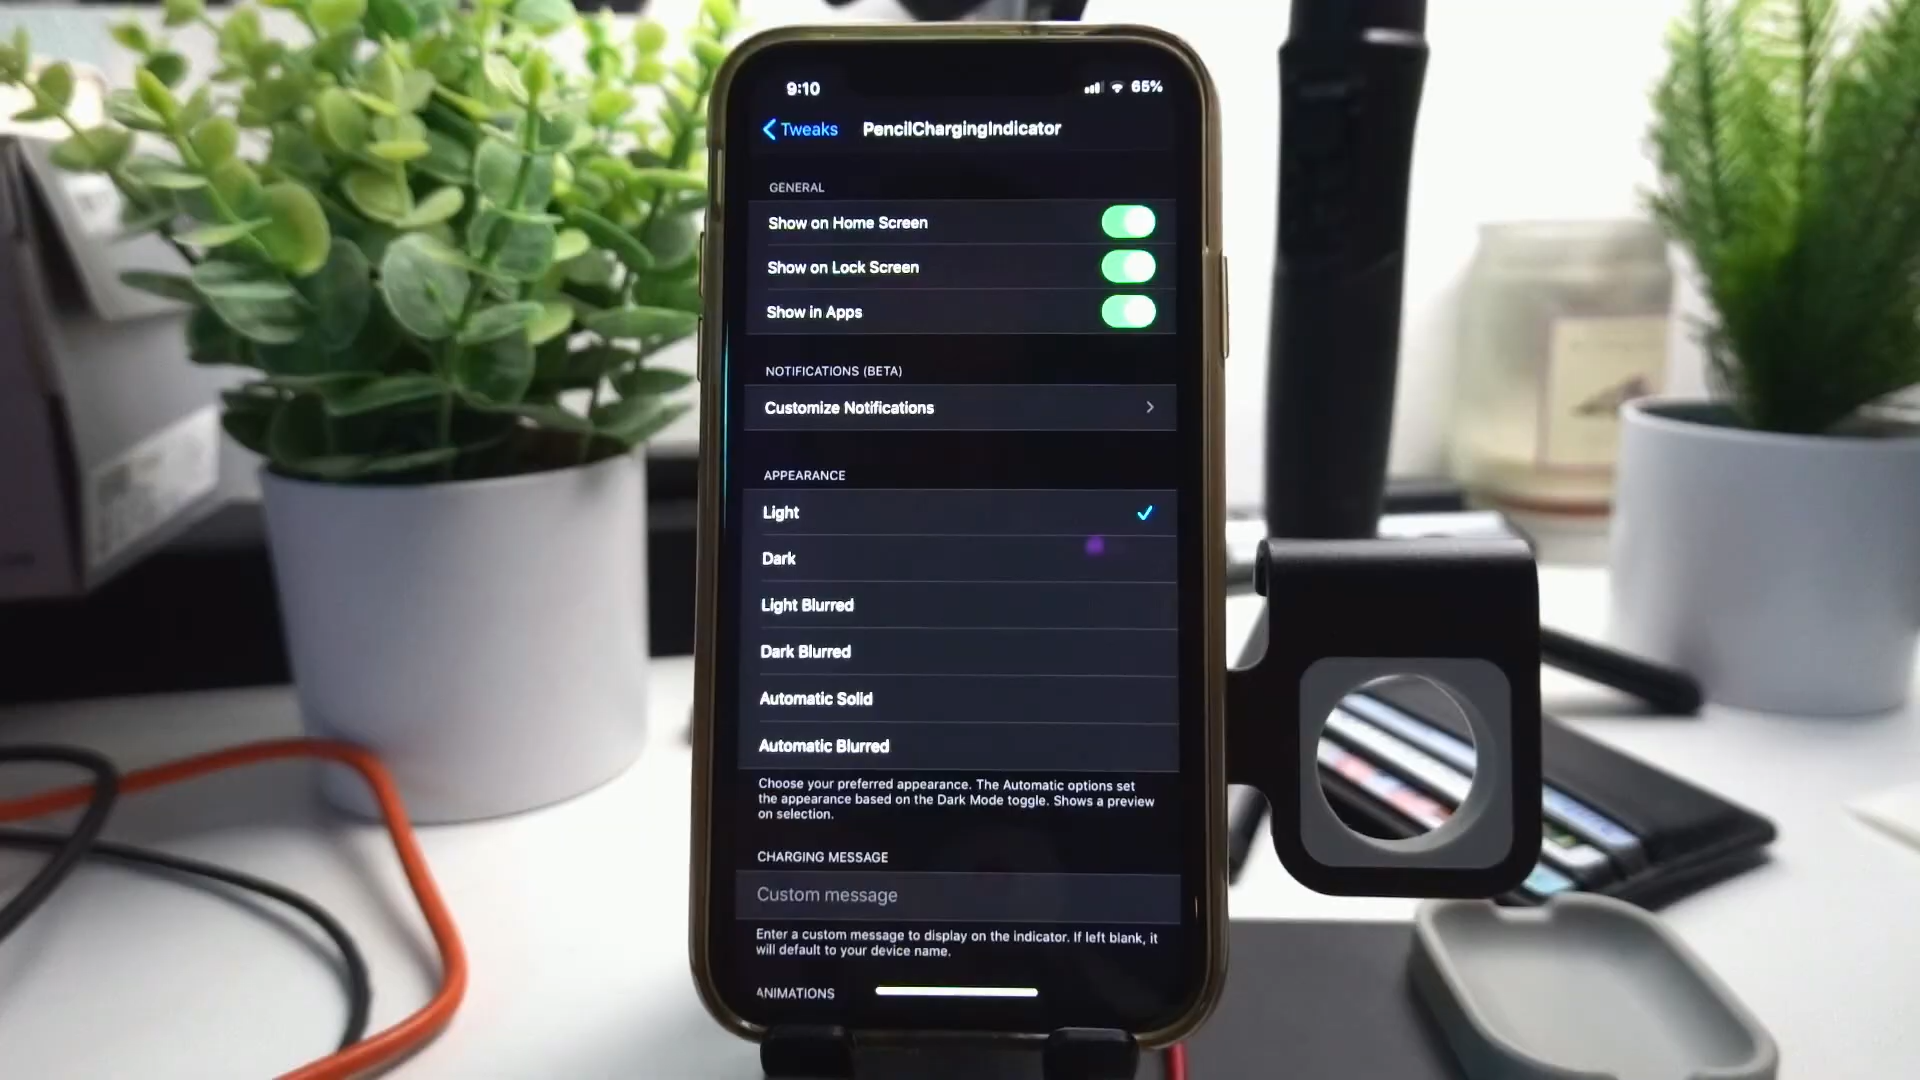 9:10
65%
Tweaks
PencilChargingIndicator
GENERAL
Show on Home Screen
Show on Lock Screen
Show in Apps
NOTIFICATIONS (BETA)
Customize Notifications
APPEARANCE
Light
Dark
Light Blurred
Dark Blurred
Automatic Solid
Automatic Blurred
Choose your preferred appearance. The Automatic options set
the appearance based on the Dark Mode toggle. Shows a preview
on selection.
CHARGING MESSAGE
Custom message
Enter a custom message to display on the indicator. If left blank, it
will default to your device name.
ANIMATIONS